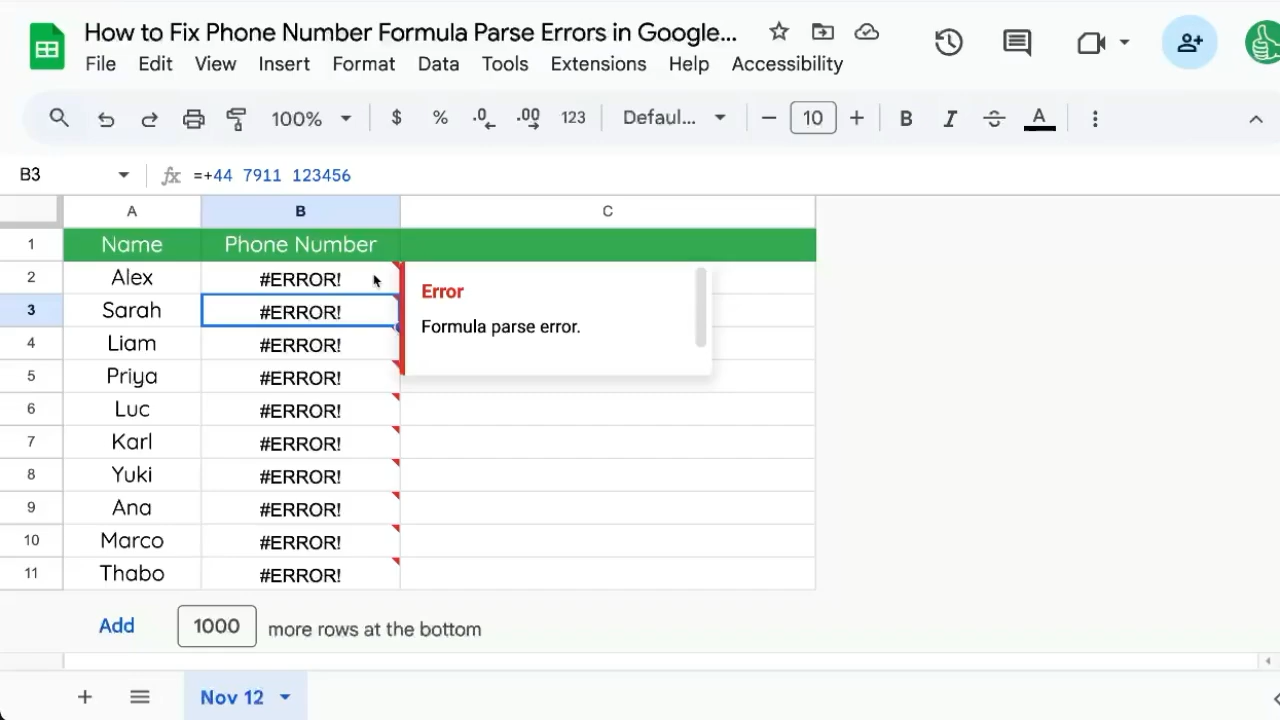 How to Fix Phone Number Formula Parse Errors in Google...
File Edit View Insert Format Data Tools Extensions Help Accessibility
100% $ % .0 .00 123 Defaul... 10 B I S A
B3 fx =+44 7911 123456
A B C
1 Name Phone Number
2 Alex #ERROR!
Error
3 Sarah #ERROR!
Formula parse error.
4 Liam #ERROR!
5 Priya #ERROR!
6 Luc #ERROR!
7 Karl #ERROR!
8 Yuki #ERROR!
9 Ana #ERROR!
10 Marco #ERROR!
11 Thabo #ERROR!
Add 1000 more rows at the bottom
Nov 12